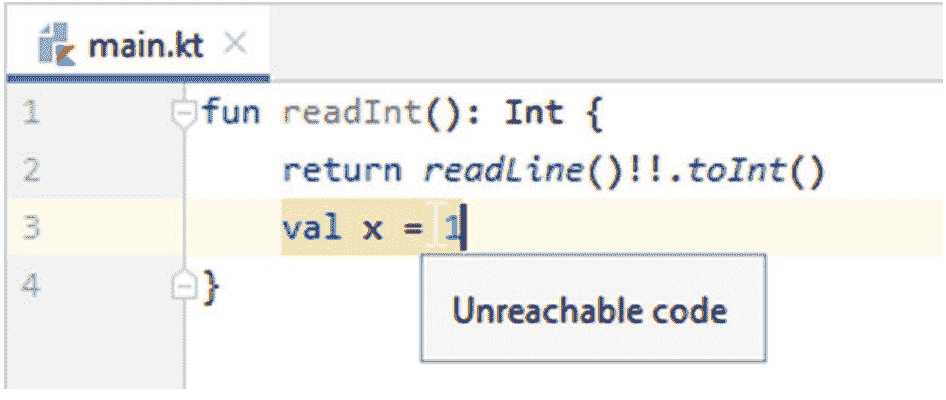 main.kt
1 fun readInt(): Int {
2 return readLine()!!.toInt()
3 val x = 1
4 }
Unreachable code